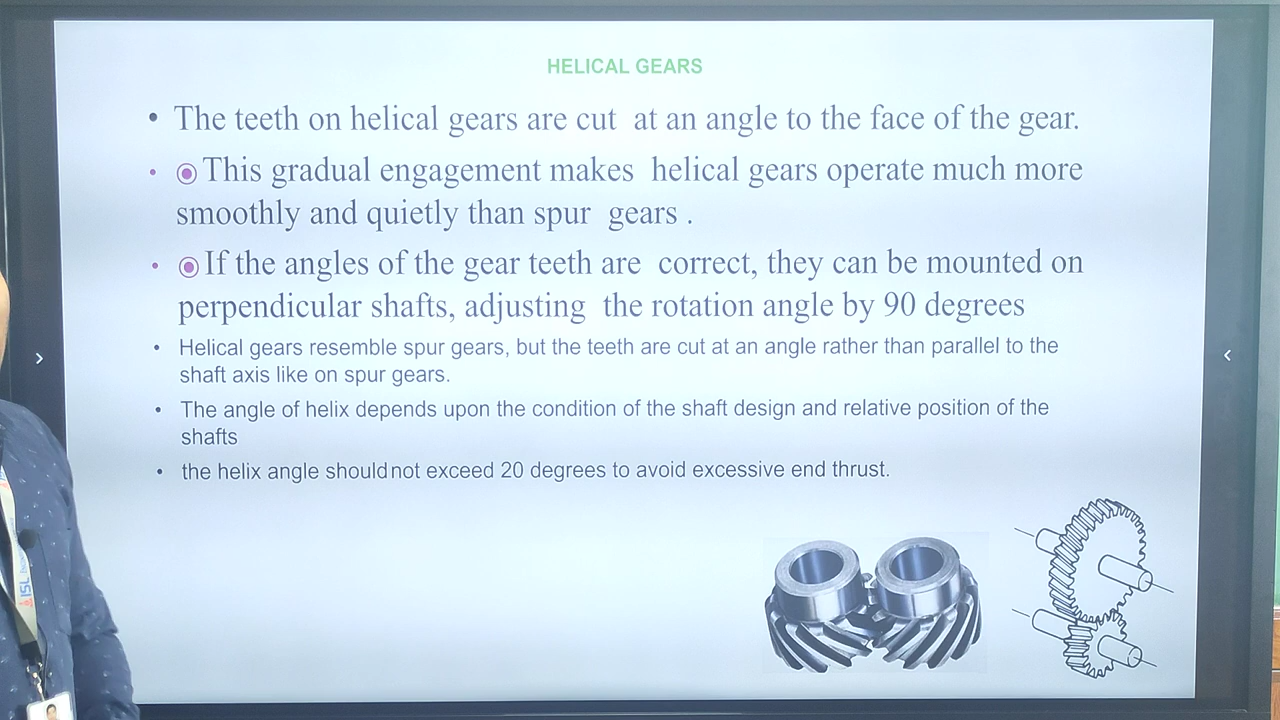 HELICAL GEARS
• The teeth on helical gears are cut at an angle to the face of the gear.
• This gradual engagement makes helical gears operate much more
smoothly and quietly than spur gears .
• If the angles of the gear teeth are correct, they can be mounted on
perpendicular shafts, adjusting the rotation angle by 90 degrees
• Helical gears resemble spur gears, but the teeth are cut at an angle rather than parallel to the
shaft axis like on spur gears.
• The angle of helix depends upon the condition of the shaft design and relative position of the
shafts
• the helix angle should not exceed 20 degrees to avoid excessive end thrust.
ISL